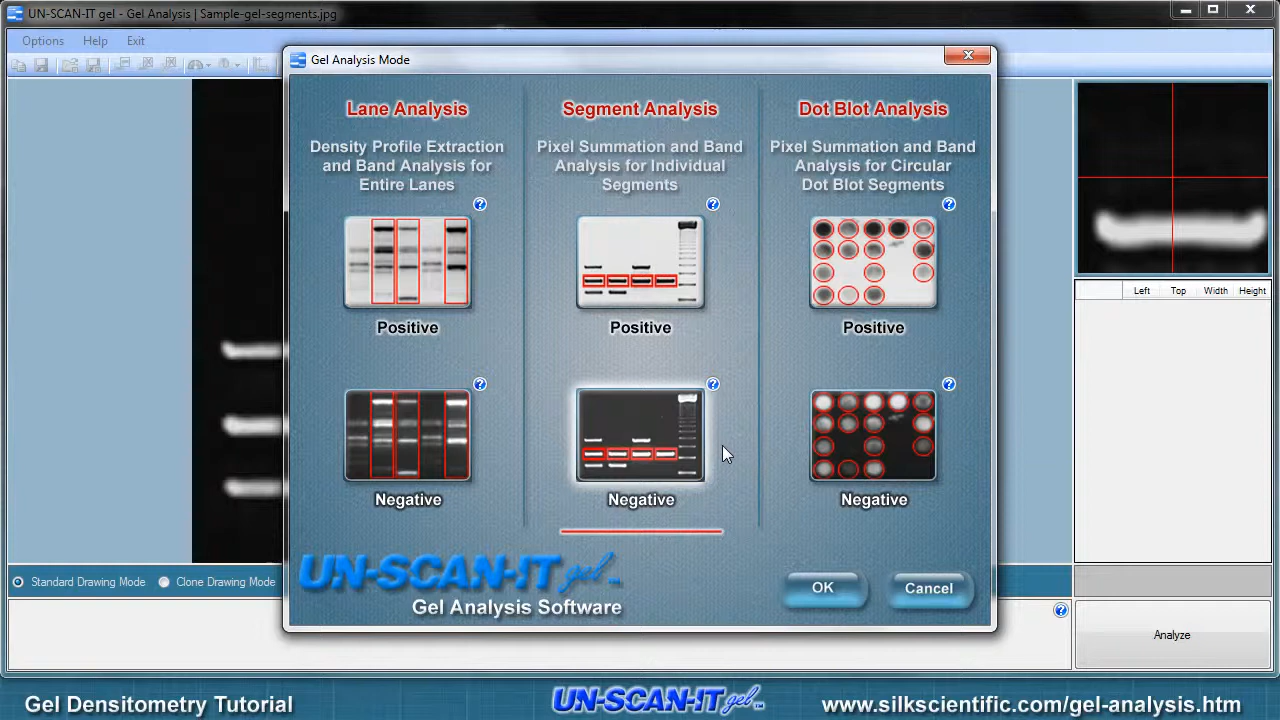 UN-SCAN-IT gel - Gel Analysis | Sample-gel-segments.jpg
Options Help Exit
Gel Analysis Mode
Lane Analysis
Density Profile Extraction
and Band Analysis for
Entire Lanes
Positive
Negative
Segment Analysis
Pixel Summation and Band
Analysis for Individual
Segments
Positive
Negative
Dot Blot Analysis
Pixel Summation and Band
Analysis for Circular
Dot Blot Segments
Positive
Negative
UN-SCAN-IT gel™
Gel Analysis Software
OK Cancel
Left Top Width Height
Standard Drawing Mode Clone Drawing Mode
Analyze
Gel Densitometry Tutorial
UN-SCAN-IT gel™
www.silkscientific.com/gel-analysis.htm